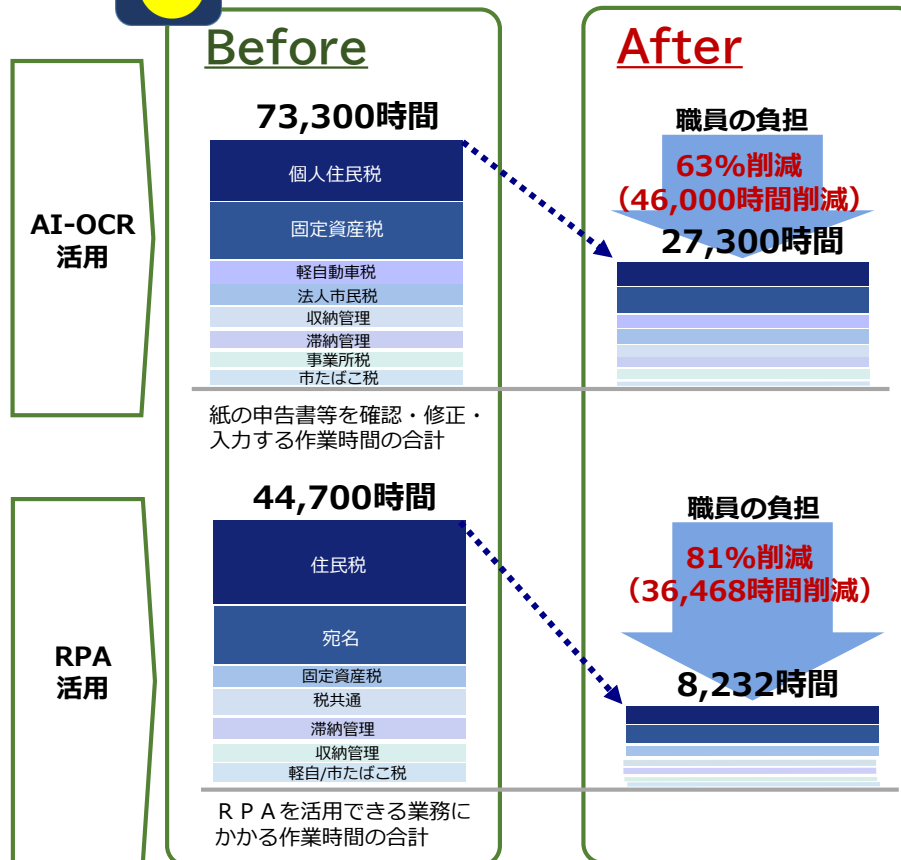 Before
After
AI-OCR
活用
73,300時間
個人住民税
固定資産税
軽自動車税
法人市民税
収納管理
滞納管理
事業所税
市たばこ税
紙の申告書等を確認・修正・
入力する作業時間の合計
職員の負担
63%削減
（46,000時間削減）
27,300時間
RPA
活用
44,700時間
住民税
宛名
固定資産税
税共通
滞納管理
収納管理
軽自/市たばこ税
ＲＰＡを活用できる業務に
かかる作業時間の合計
職員の負担
81%削減
（36,468時間削減）
8,232時間